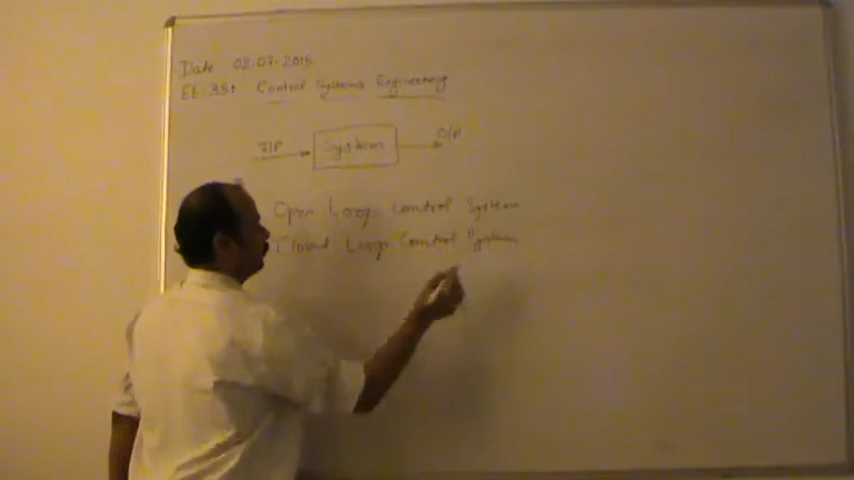 Date 02-07-2018
EE-351 Control Systems Engineering
I/P System O/P
Open Loop Control System
Closed Loop Control System